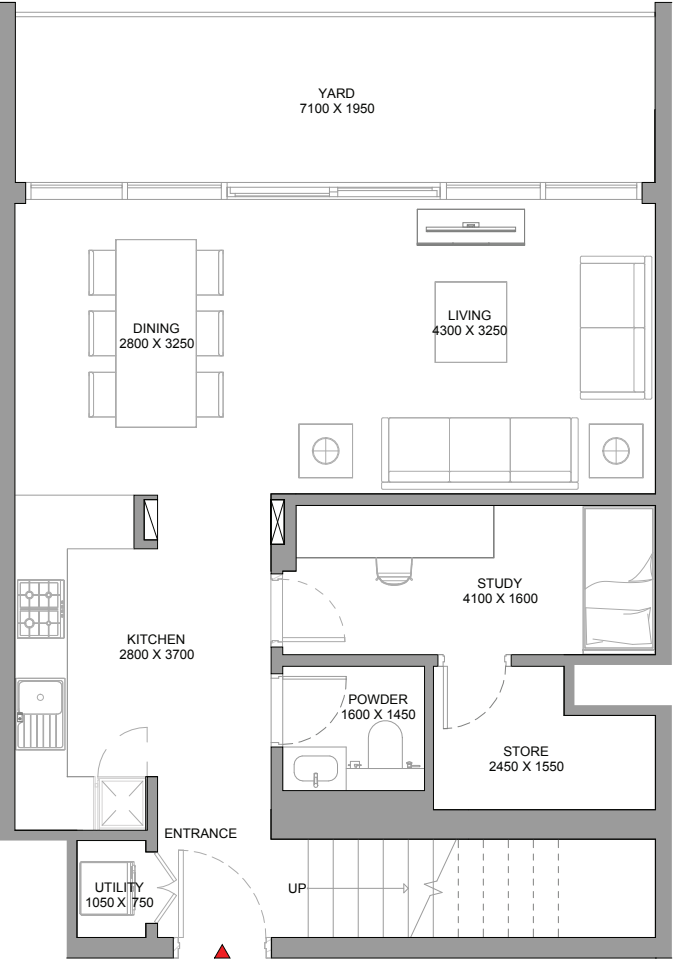 YARD
7100 X 1950
DINING
2800 X 3250
LIVING
4300 X 3250
STUDY
4100 X 1600
KITCHEN
2800 X 3700
POWDER
1600 X 1450
STORE
2450 X 1550
ENTRANCE
UTILITY
1050 X 750
UP